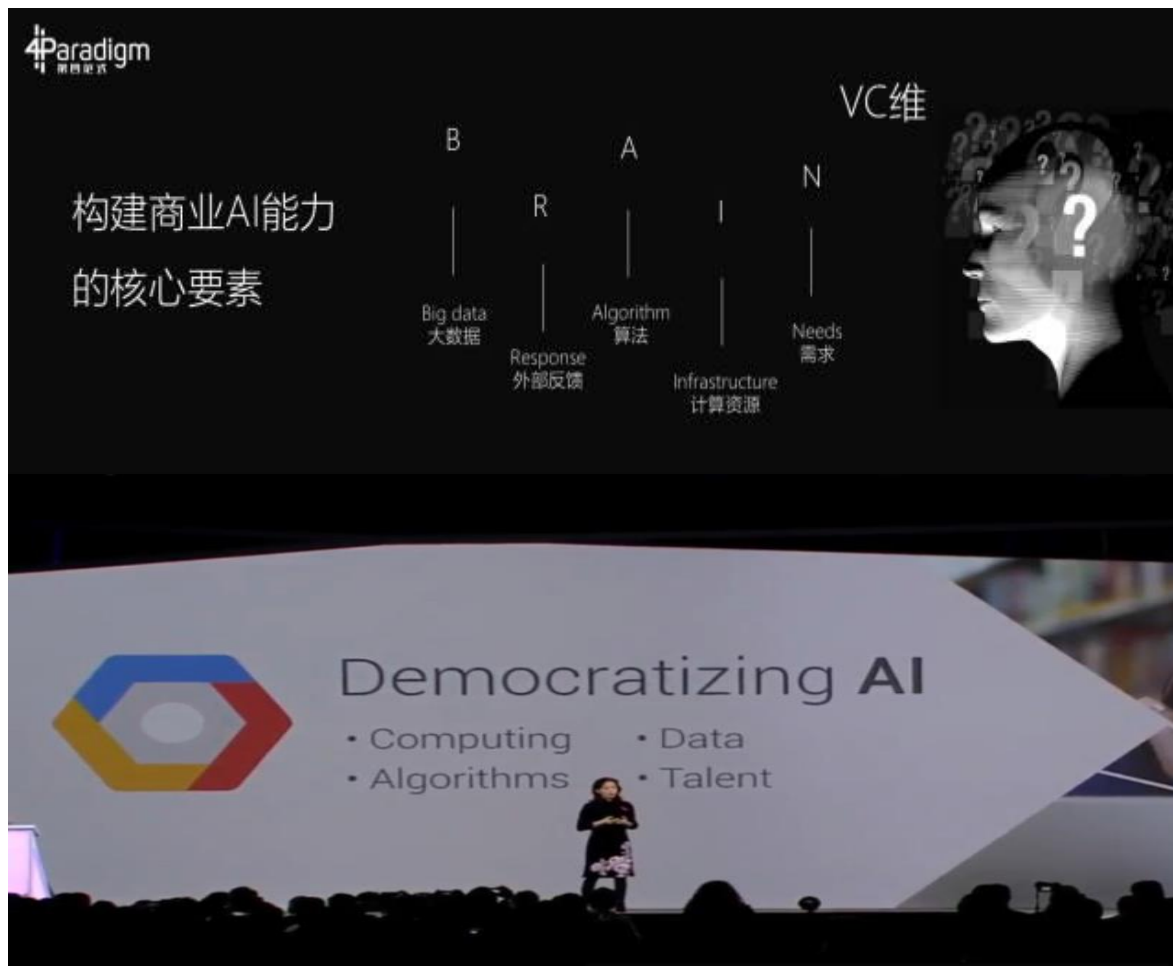 4Paradigm
第四范式
VC维
构建商业AI能力
的核心要素
B
R
A
I
N
Big data
大数据
Response
外部反馈
Algorithm
算法
Infrastructure
计算资源
Needs
需求
?
Democratizing AI
• Computing
• Algorithms
• Data
• Talent